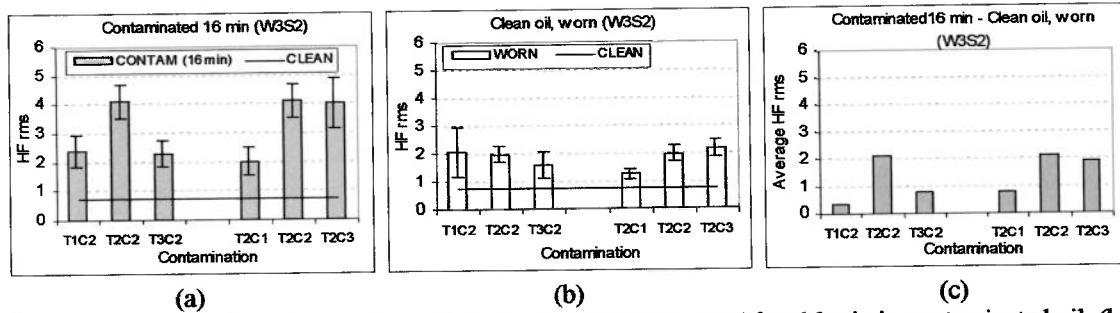 Contaminated 16 min (W3S2)
6
5
4
3
2
1
0
HF rms
CONTAM (16 min)
CLEAN
T1C2 T2C2 T3C2 T2C1 T2C2 T2C3
Contamination
(a)
Clean oil, worn (W3S2)
6
5
4
3
2
1
0
HF rms
WORN
CLEAN
T1C2 T2C2 T3C2 T2C1 T2C2 T2C3
Contamination
(b)
Contaminated16 min - Clean oil, worn
(W3S2)
6
5
4
3
2
1
0
Average HF rms
T1C2 T2C2 T3C2 T2C1 T2C2 T2C3
Contamination
(c)